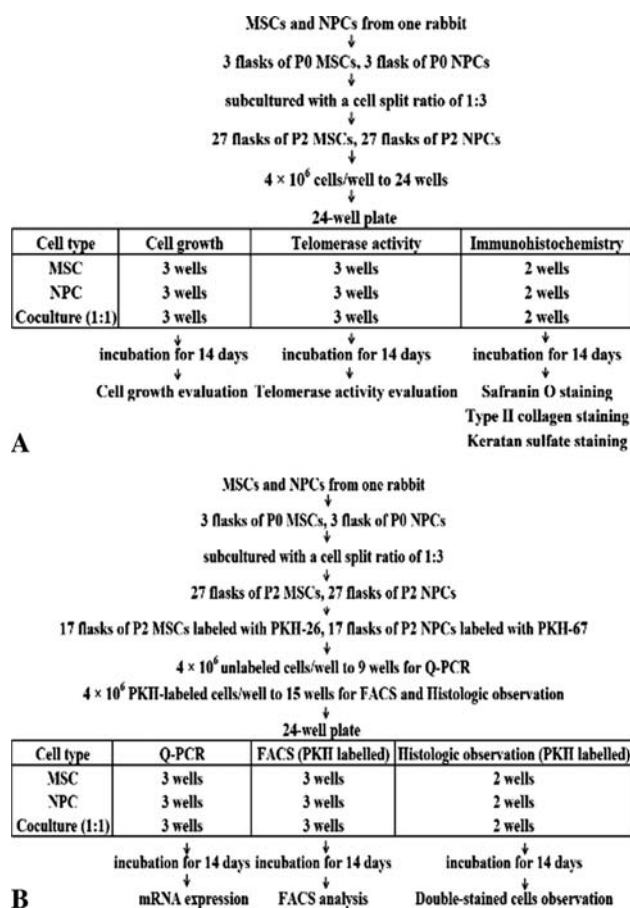 MSCs and NPCs from one rabbit
↓
3 flasks of P0 MSCs, 3 flask of P0 NPCs
↓
subcultured with a cell split ratio of 1:3
↓
27 flasks of P2 MSCs, 27 flasks of P2 NPCs
↓
4 × 10⁶ cells/well to 24 wells
↓
24-well plate
Cell type Cell growth Telomerase activity Immunohistochemistry
MSC 3 wells 3 wells 2 wells
NPC 3 wells 3 wells 2 wells
Coculture (1:1) 3 wells 3 wells 2 wells
↓ ↓ ↓
incubation for 14 days incubation for 14 days incubation for 14 days
↓ ↓ ↓
Cell growth evaluation Telomerase activity evaluation Safranin O staining
Type II collagen staining
Keratan sulfate staining
A
MSCs and NPCs from one rabbit
↓
3 flasks of P0 MSCs, 3 flask of P0 NPCs
↓
subcultured with a cell split ratio of 1:3
↓
27 flasks of P2 MSCs, 27 flasks of P2 NPCs
↓
17 flasks of P2 MSCs labeled with PKH-26, 17 flasks of P2 NPCs labeled with PKH-67
↓
4 × 10⁶ unlabeled cells/well to 9 wells for Q-PCR
4 × 10⁶ PKH-labeled cells/well to 15 wells for FACS and Histologic observation
↓
24-well plate
Cell type Q-PCR FACS (PKH labelled) Histologic observation (PKH labelled)
MSC 3 wells 3 wells 2 wells
NPC 3 wells 3 wells 2 wells
Coculture (1:1) 3 wells 3 wells 2 wells
↓ ↓ ↓
incubation for 14 days incubation for 14 days incubation for 14 days
↓ ↓ ↓
mRNA expression FACS analysis Double-stained cells observation
B